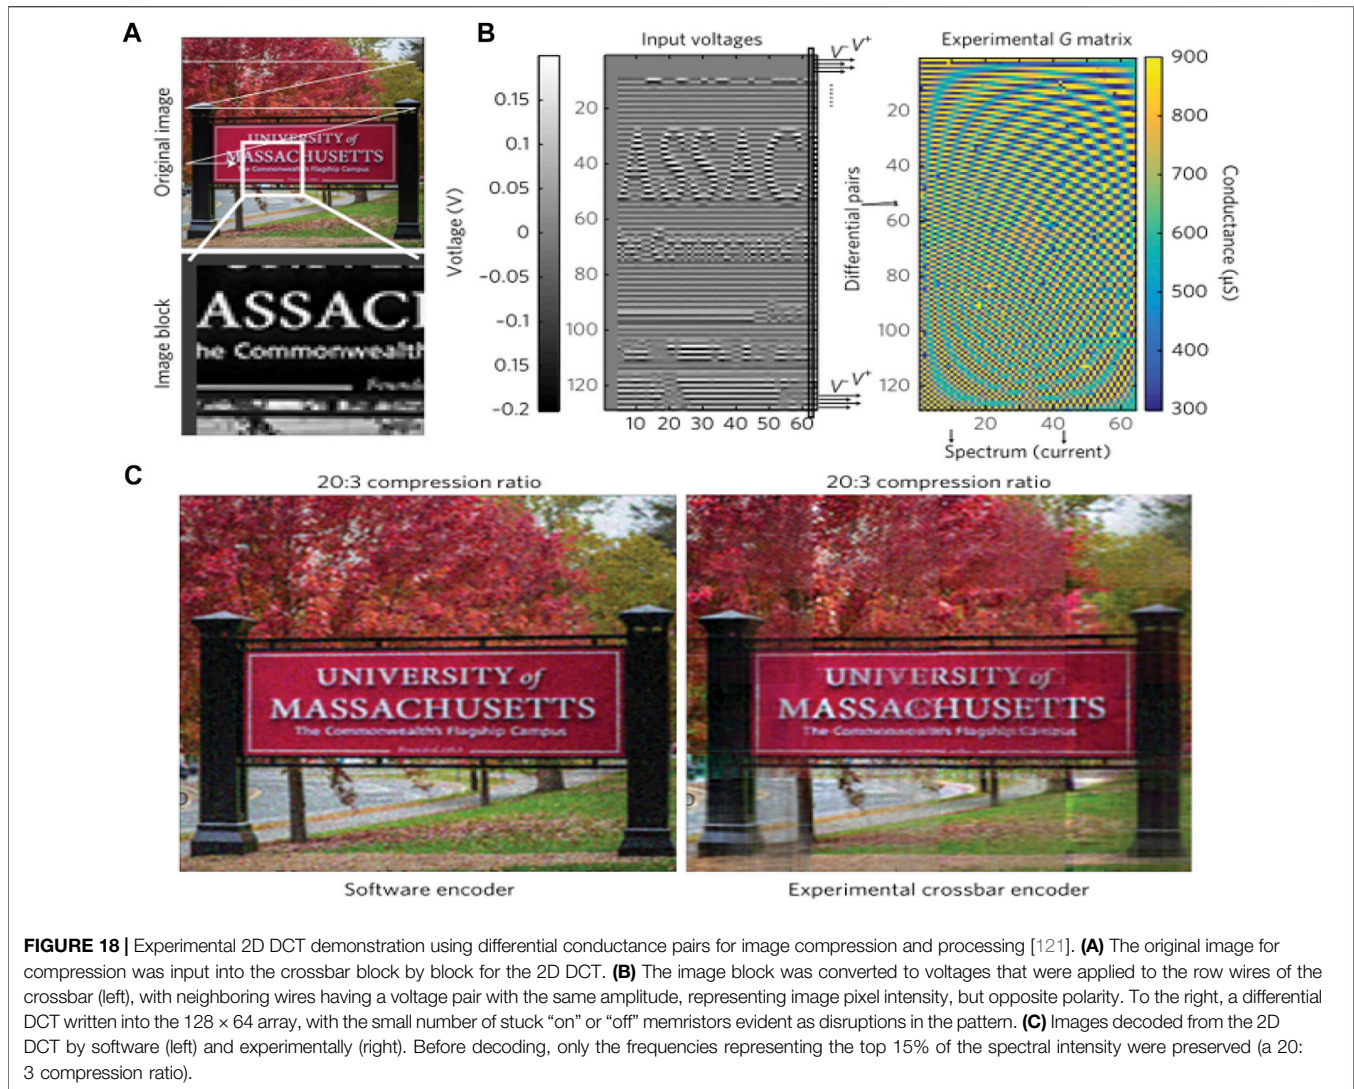 A
Original image
UNIVERSITY of
MASSACHUSETTS
The Commonwealth's Flagship Campus
Image block
ASSACI
he Commonwealth
Found
B
Input voltages
V⁻ V⁺
Votlage (V)
0.15
0.1
0.05
0
−0.05
−0.1
0.15
−0.2
20
40
60
80
100
120
10 20 30 40 50 60
ASSAC
V⁻ V⁺
Differential pairs
Experimental G matrix
20
40
60
80
100
120
20 40 60
Spectrum (current)
900
800
700
600
500
400
300
Conductance (µS)
C
20:3 compression ratio
UNIVERSITY of
MASSACHUSETTS
The Commonwealth's Flagship Campus
Software encoder
20:3 compression ratio
UNIVERSITY of
MASSACHUSETTS
The Commonwealth's Flagship Campus
Experimental crossbar encoder
FIGURE 18 | Experimental 2D DCT demonstration using differential conductance pairs for image compression and processing [121]. (A) The original image for
compression was input into the crossbar block by block for the 2D DCT. (B) The image block was converted to voltages that were applied to the row wires of the
crossbar (left), with neighboring wires having a voltage pair with the same amplitude, representing image pixel intensity, but opposite polarity. To the right, a differential
DCT written into the 128 × 64 array, with the small number of stuck “on” or “off” memristors evident as disruptions in the pattern. (C) Images decoded from the 2D
DCT by software (left) and experimentally (right). Before decoding, only the frequencies representing the top 15% of the spectral intensity were preserved (a 20:
3 compression ratio).